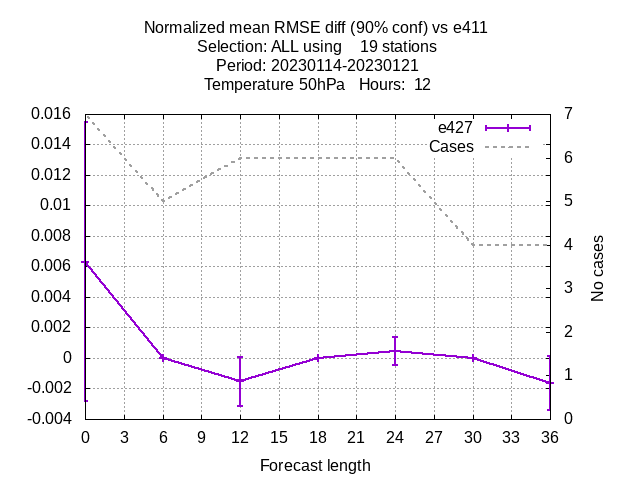 Normalized mean RMSE diff (90% conf) vs e411
Selection: ALL using 19 stations
Period: 20230114-20230121
Temperature 50hPa Hours: 12
e427
Cases
0.016
0.014
0.012
0.01
0.008
0.006
0.004
0.002
0
-0.002
-0.004
7
6
5
4
3
2
1
0
No cases
0 3 6 9 12 15 18 21 24 27 30 33 36
Forecast length